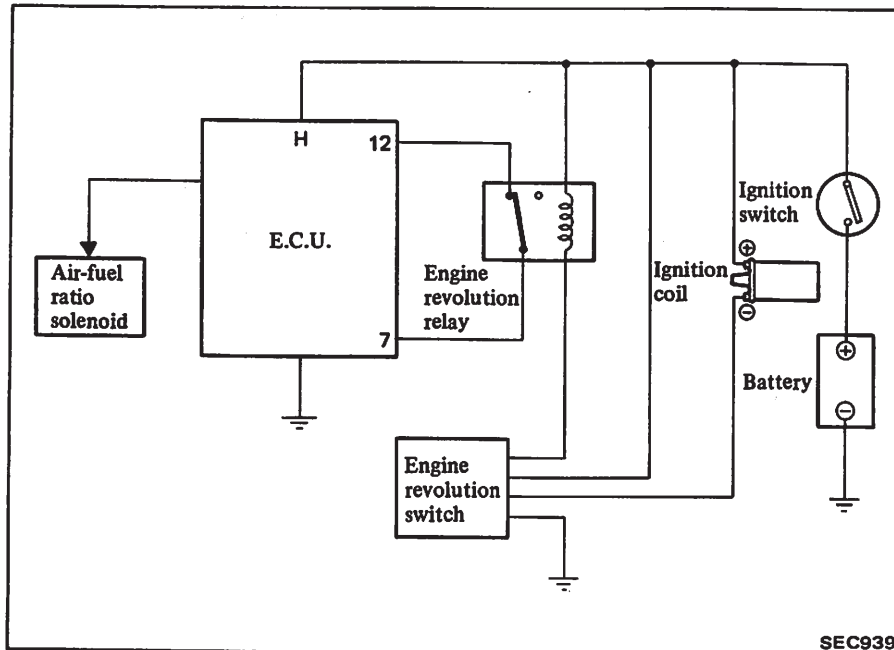 H
12
E.C.U.
7
Air-fuel
ratio
solenoid
Engine
revolution
relay
Ignition
switch
Ignition
coil
⊕
⊖
Battery
⊕
⊖
Engine
revolution
switch
SEC939